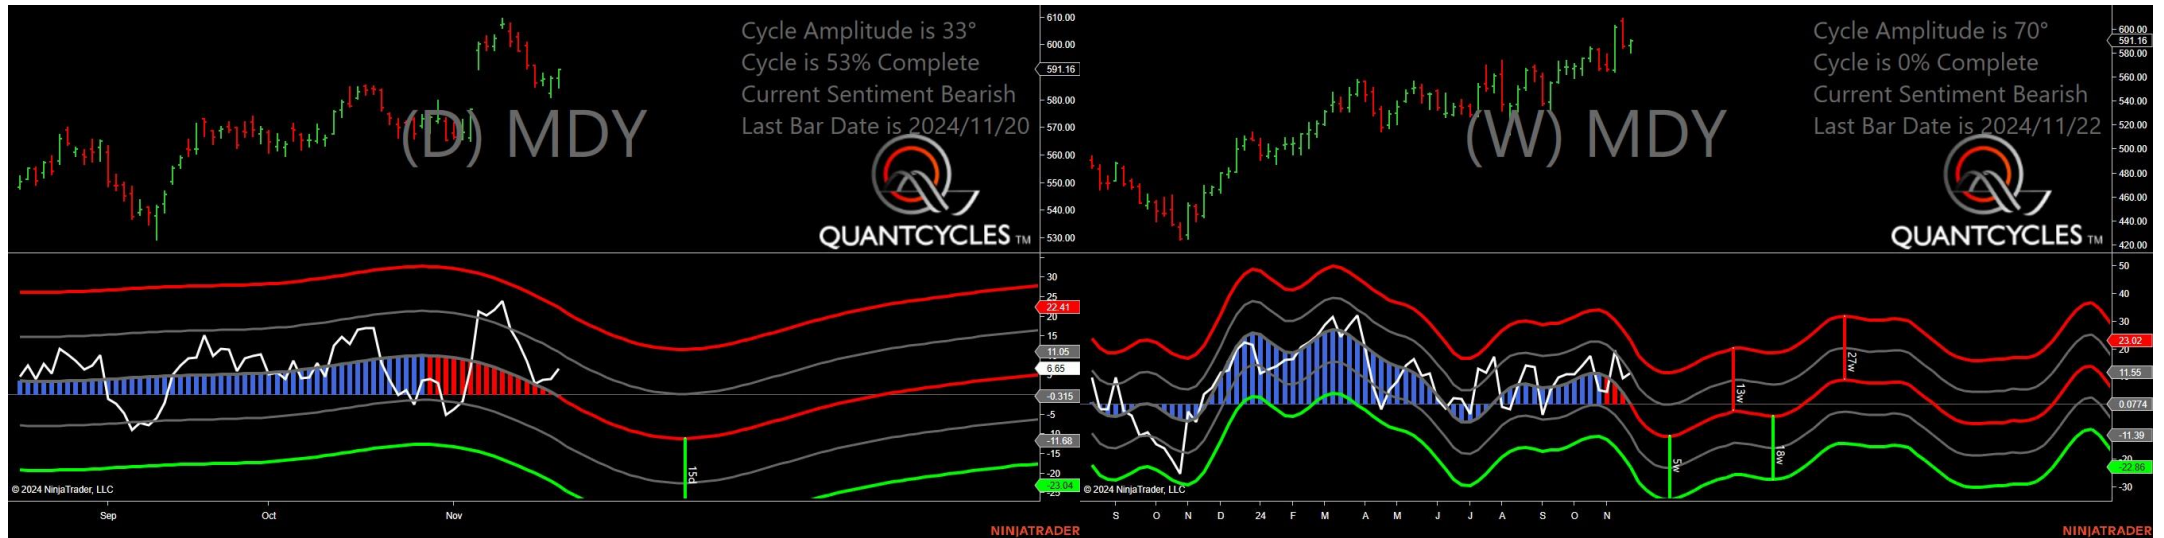 Cycle Amplitude is 33°
Cycle is 53% Complete
Current Sentiment Bearish
Last Bar Date is 2024/11/20
(D) MDY
QUANTCYCLES TM
610.00
600.00
591.16
580.00
570.00
560.00
550.00
540.00
530.00
30
25
22.41
20
15
11.05
6.65
-0.315
-5
-10
-11.68
-15
-20
-23.04
-25
15d
© 2024 NinjaTrader, LLC
Sep
Oct
Nov
NINJATRADER
Cycle Amplitude is 70°
Cycle is 0% Complete
Current Sentiment Bearish
Last Bar Date is 2024/11/22
(W) MDY
QUANTCYCLES TM
600.00
591.16
580.00
560.00
540.00
520.00
500.00
480.00
460.00
440.00
420.00
50
40
30
23.02
20
11.55
0.0774
-11.39
-20
-22.86
-30
13w
27w
5w
18w
© 2024 NinjaTrader, LLC
S O N D 24 F M A M J J A S O N
NINJATRADER